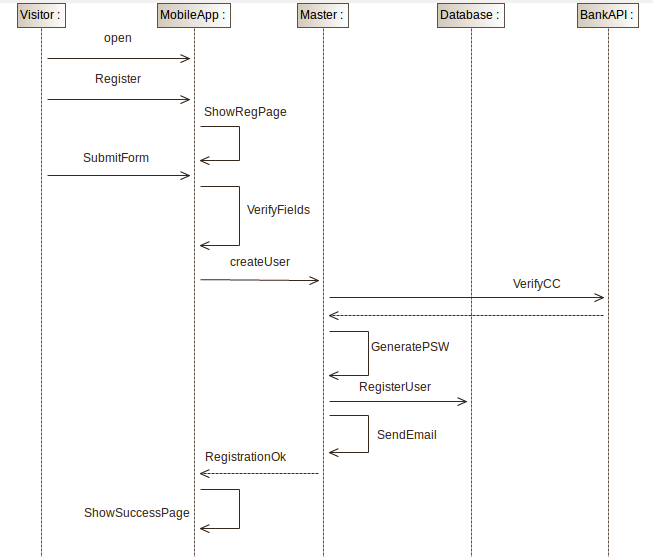 Visitor :
MobileApp :
Master :
Database :
BankAPI :
open
Register
ShowRegPage
SubmitForm
VerifyFields
createUser
VerifyCC
GeneratePSW
RegisterUser
SendEmail
RegistrationOk
ShowSuccessPage